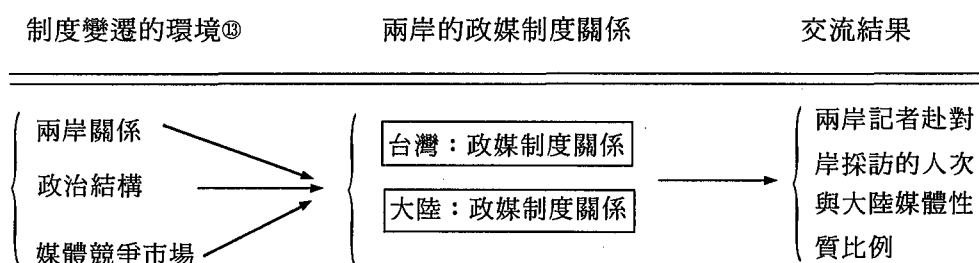 制度變遷的環境⑬
兩岸的政媒制度關係
交流結果
兩岸關係
政治結構
媒體競爭市場
台灣：政媒制度關係
大陸：政媒制度關係
兩岸記者赴對
岸採訪的人次
與大陸媒體性
質比例